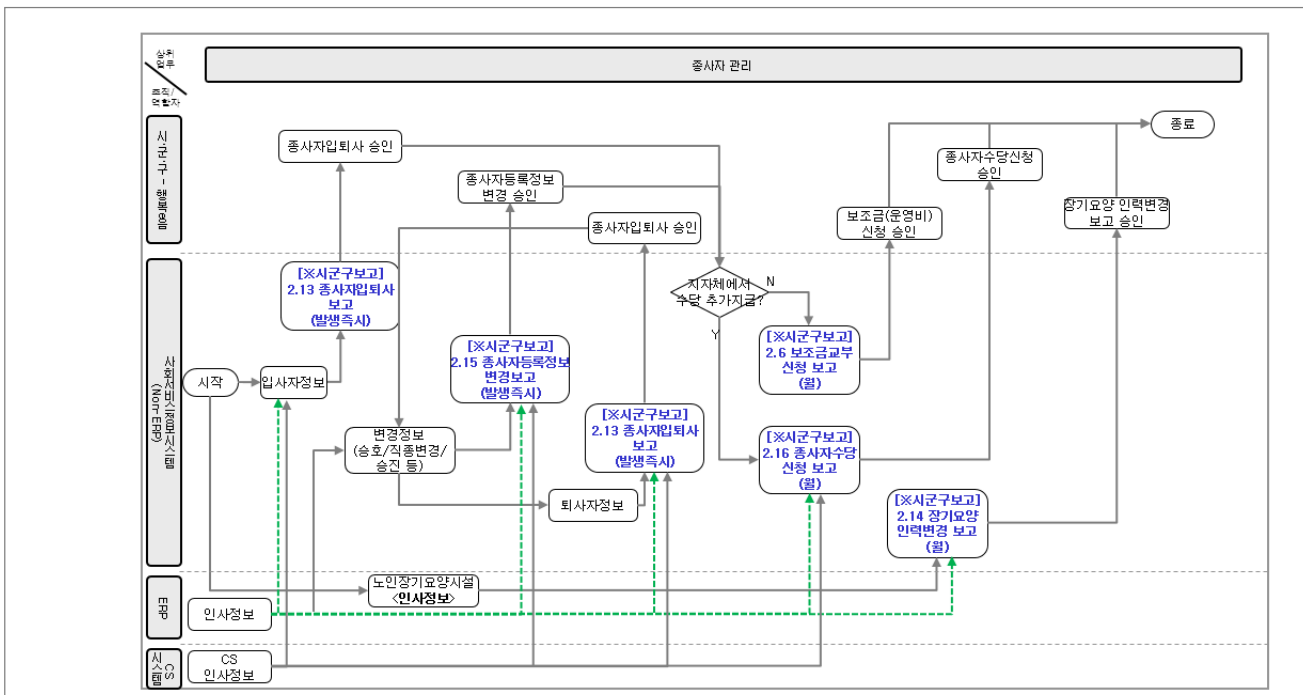 상위
업무
종사자 관리
조직/
역할자
시·군·구 - 행복e음
종료
종사자입퇴사 승인
종사자수당신청
승인
종사자등록정보
변경 승인
장기요양 인력변경
보고 승인
보조금(운영비)
신청 승인
종사자입퇴사 승인
사회서비스정보시스템
(Non-ERP)
[※시군구보고]
2.13 종사자입퇴사
보고
(발생즉시)
지자체에서
수당 추가지급?
N
Y
[※시군구보고]
2.6 보조금교부
신청 보고
(월)
[※시군구보고]
2.15 종사자등록정보
변경보고
(발생즉시)
시작
입사자정보
[※시군구보고]
2.13 종사자입퇴사
보고
(발생즉시)
변경정보
(승호/직종변경/
승진 등)
[※시군구보고]
2.16 종사자수당
신청 보고
(월)
퇴사자정보
[※시군구보고]
2.14 장기요양
인력변경 보고
(월)
ERP
노인장기요양시설
<인사정보>
인사정보
CS
시스템
CS
인사정보